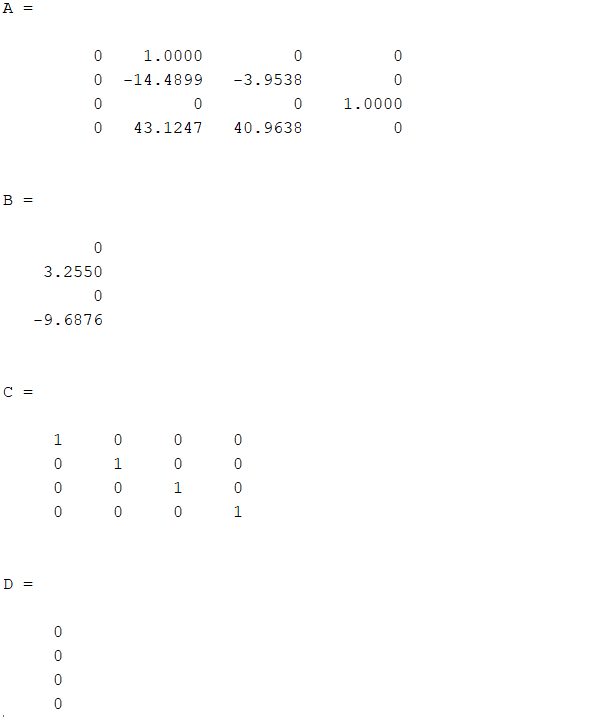 A =
0 1.0000 0 0
0 -14.4899 -3.9538 0
0 0 0 1.0000
0 43.1247 40.9638 0
B =
0
3.2550
0
-9.6876
C =
1 0 0 0
0 1 0 0
0 0 1 0
0 0 0 1
D =
0
0
0
0